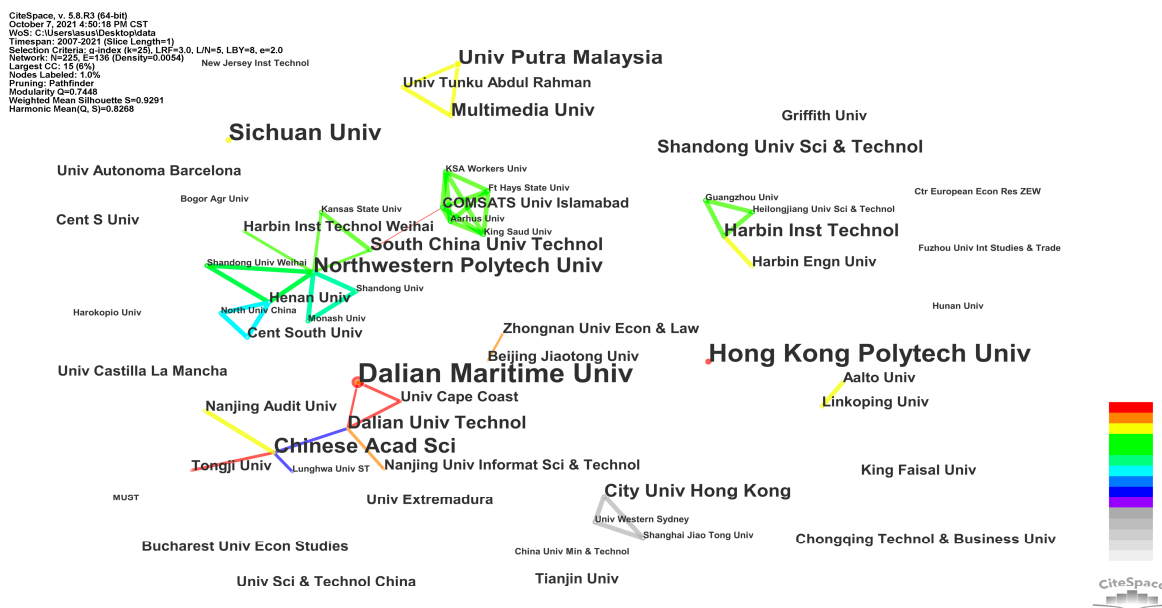 CiteSpace, v. 5.8.R3 (64-bit)
October 7, 2021 4:50:18 PM CST
WoS: C:\Users\asus\Desktop\data
Timespan: 2007-2021 (Slice Length=1)
Selection Criteria: g-index (k=25), LRF=3.0, L/N=5, LBY=8, e=2.0
Network: N=225, E=136 (Density=0.0054)
Largest CC: 15 (6%)
Nodes Labeled: 1.0%
Pruning: Pathfinder
Modularity Q=0.7448
Weighted Mean Silhouette S=0.9291
Harmonic Mean(Q, S)=0.8268
New Jersey Inst Technol
Univ Putra Malaysia
Univ Tunku Abdul Rahman
Multimedia Univ
Griffith Univ
Sichuan Univ
Shandong Univ Sci & Technol
Univ Autonoma Barcelona
KSA Workers Univ
Ft Hays State Univ
Ctr European Econ Res ZEW
Bogor Agr Univ
Guangzhou Univ
COMSATS Univ Islamabad
Kansas State Univ
Heilongjiang Univ Sci & Technol
Cent S Univ
Aarhus Univ
Harbin Inst Technol Weihai
King Saud Univ
Harbin Inst Technol
South China Univ Technol
Fuzhou Univ Int Studies & Trade
Shandong Univ Weihai
Northwestern Polytech Univ
Harbin Engn Univ
Shandong Univ
Henan Univ
Hunan Univ
North Univ China
Harokopio Univ
Monash Univ
Cent South Univ
Zhongnan Univ Econ & Law
Beijing Jiaotong Univ
Hong Kong Polytech Univ
Univ Castilla La Mancha
Dalian Maritime Univ
Aalto Univ
Univ Cape Coast
Linkoping Univ
Nanjing Audit Univ
Dalian Univ Technol
Chinese Acad Sci
Tongji Univ
Lunghwa Univ ST
Nanjing Univ Informat Sci & Technol
King Faisal Univ
City Univ Hong Kong
MUST
Univ Extremadura
Univ Western Sydney
Shanghai Jiao Tong Univ
Chongqing Technol & Business Univ
Bucharest Univ Econ Studies
China Univ Min & Technol
Tianjin Univ
Univ Sci & Technol China
CiteSpace